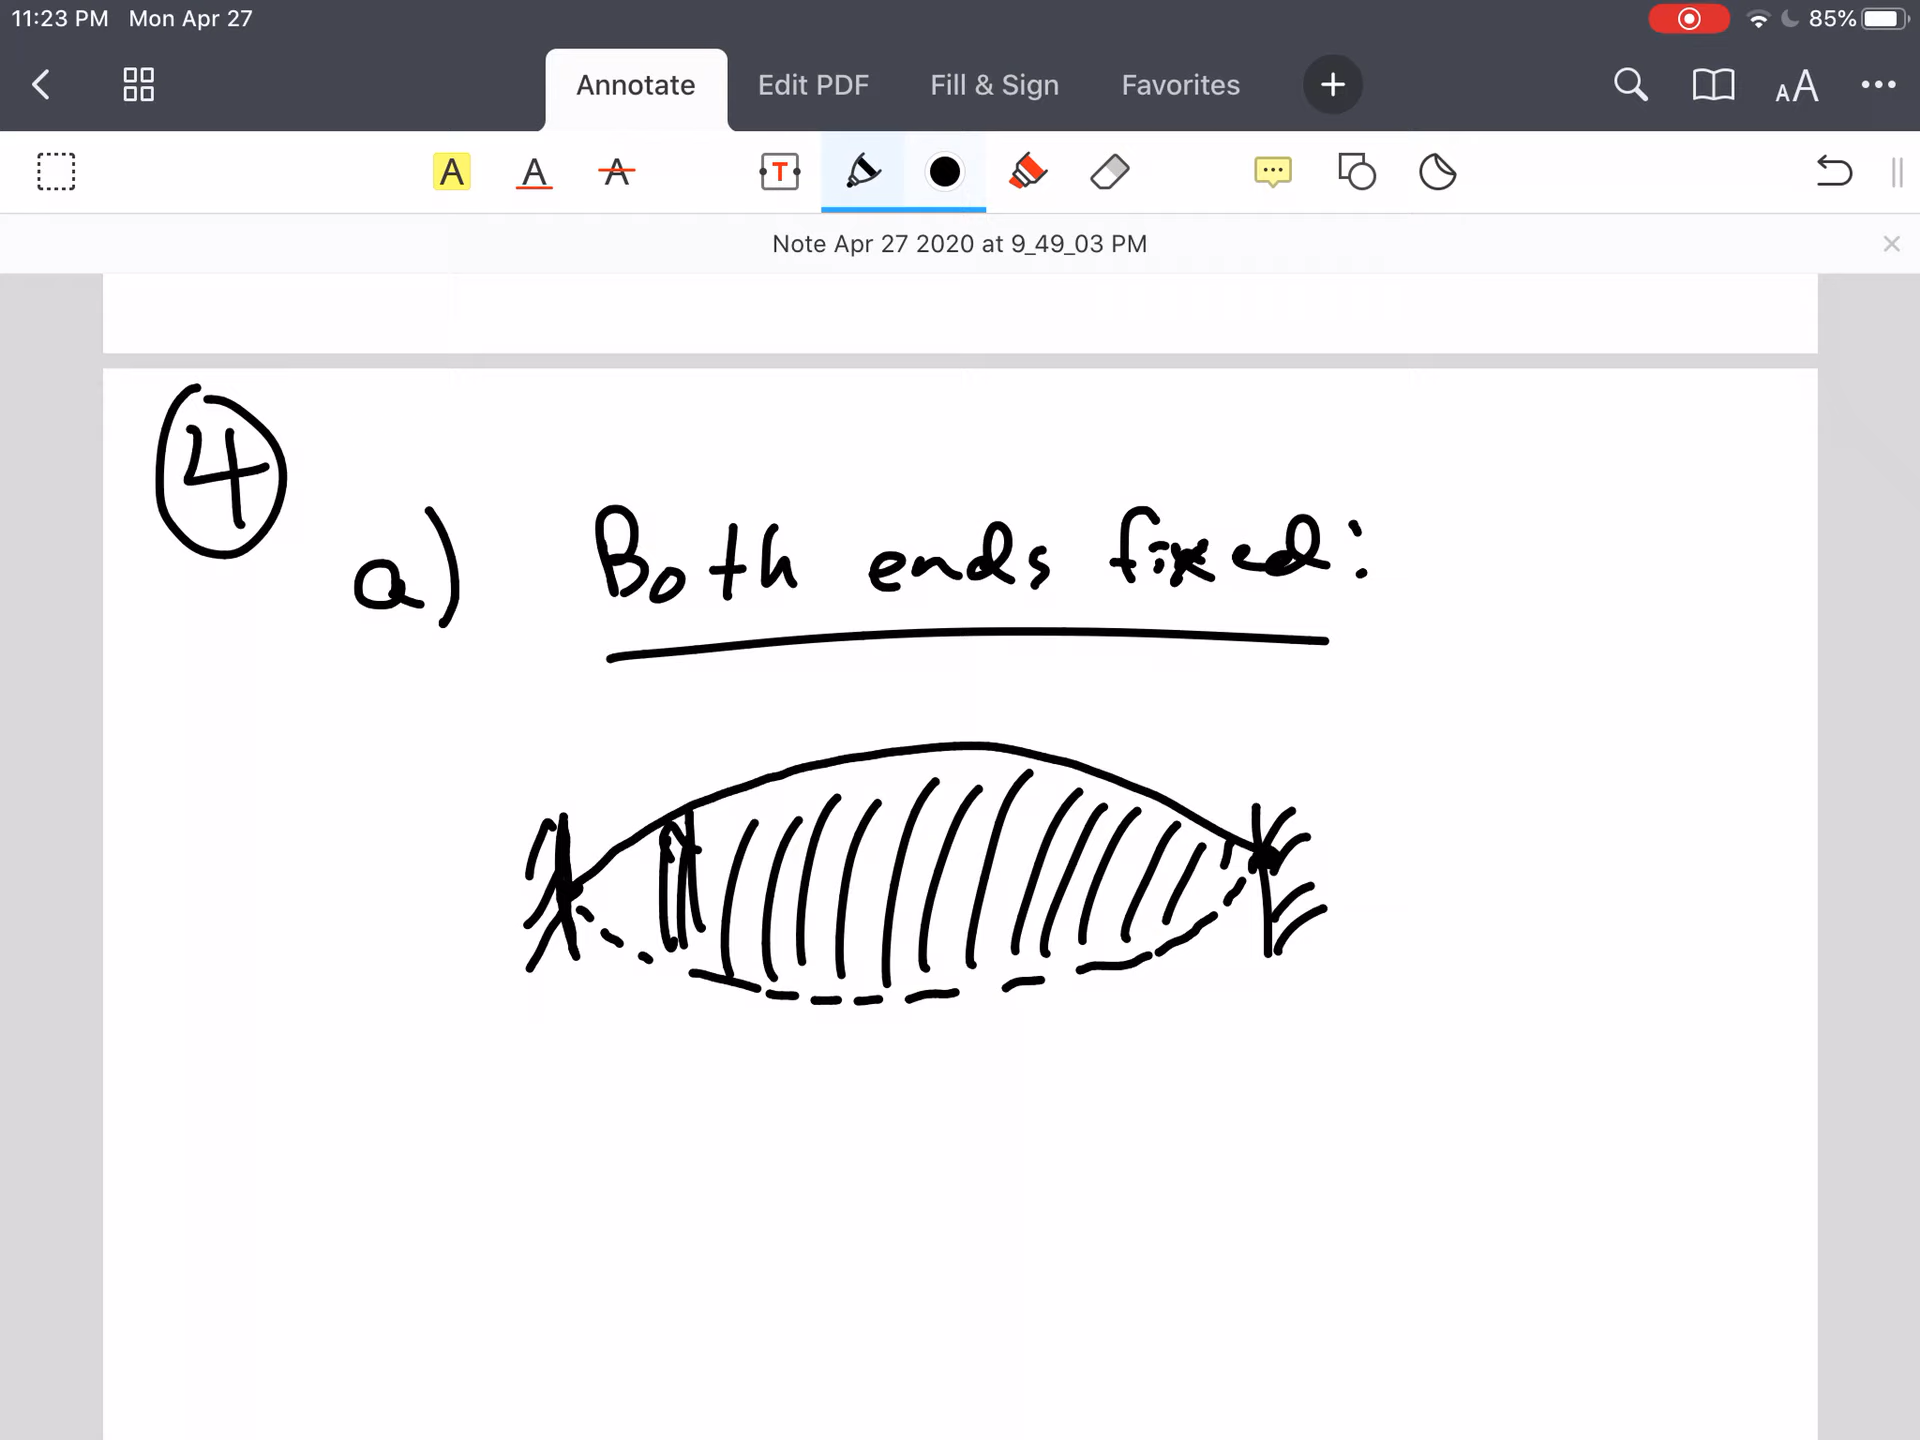 11:23 PM Mon Apr 27 85%
Annotate Edit PDF Fill & Sign Favorites
A A A T AA
Note Apr 27 2020 at 9_49_03 PM
4
a) Both ends fixed: